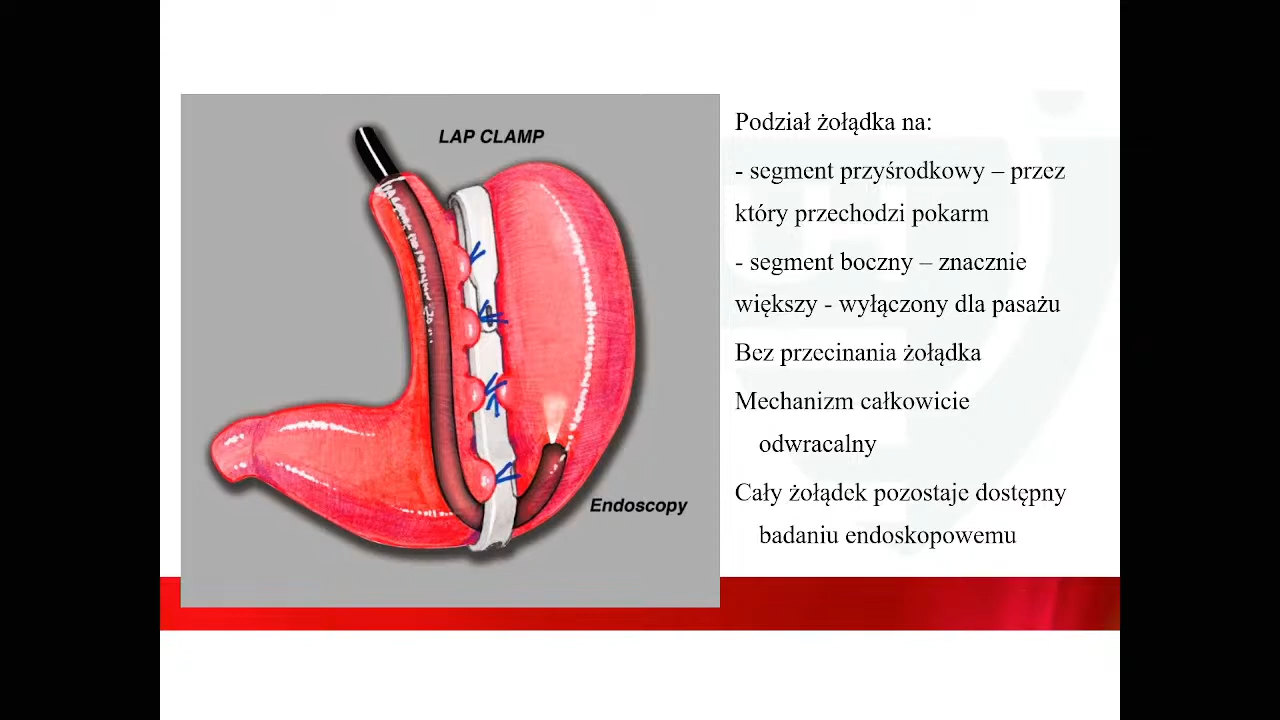 LAP CLAMP
Endoscopy
Podział żołądka na:
- segment przyśrodkowy – przez
który przechodzi pokarm
- segment boczny – znacznie
większy - wyłączony dla pasażu
Bez przecinania żołądka
Mechanizm całkowicie
odwracalny
Cały żołądek pozostaje dostępny
badaniu endoskopowemu